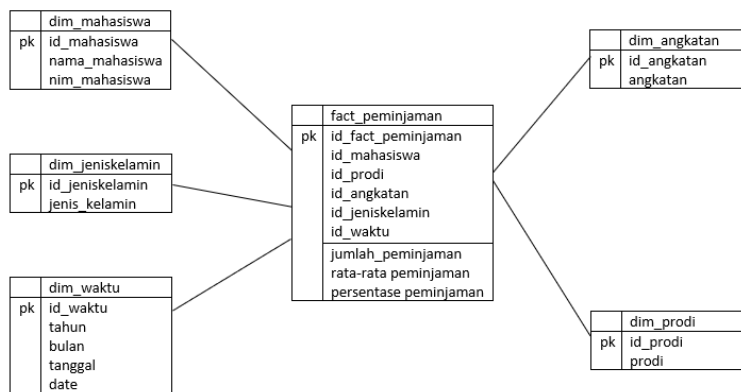 dim_mahasiswa
pk id_mahasiswa
nama_mahasiswa
nim_mahasiswa
dim_jeniskelamin
pk id_jeniskelamin
jenis_kelamin
dim_waktu
pk id_waktu
tahun
bulan
tanggal
date
fact_peminjaman
pk id_fact_peminjaman
id_mahasiswa
id_prodi
id_angkatan
id_jeniskelamin
id_waktu
jumlah_peminjaman
rata-rata peminjaman
persentase peminjaman
dim_angkatan
pk id_angkatan
angkatan
dim_prodi
pk id_prodi
prodi